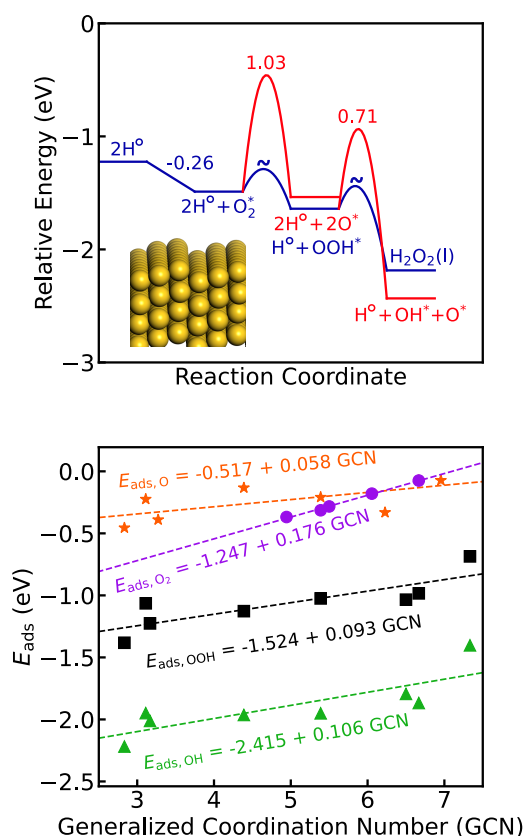 0
−1
−2
−3
Relative Energy (eV)
Reaction Coordinate
2H°
-0.26
2H°+O₂*
1.03
~
2H°+2O*
H°+OOH*
0.71
~
H₂O₂(l)
H°+OH*+O*
0.0
−0.5
−1.0
−1.5
−2.0
−2.5
E_ads (eV)
E_ads, O = -0.517 + 0.058 GCN
E_ads, O₂ = -1.247 + 0.176 GCN
E_ads, OOH = -1.524 + 0.093 GCN
E_ads, OH = -2.415 + 0.106 GCN
3 4 5 6 7
Generalized Coordination Number (GCN)